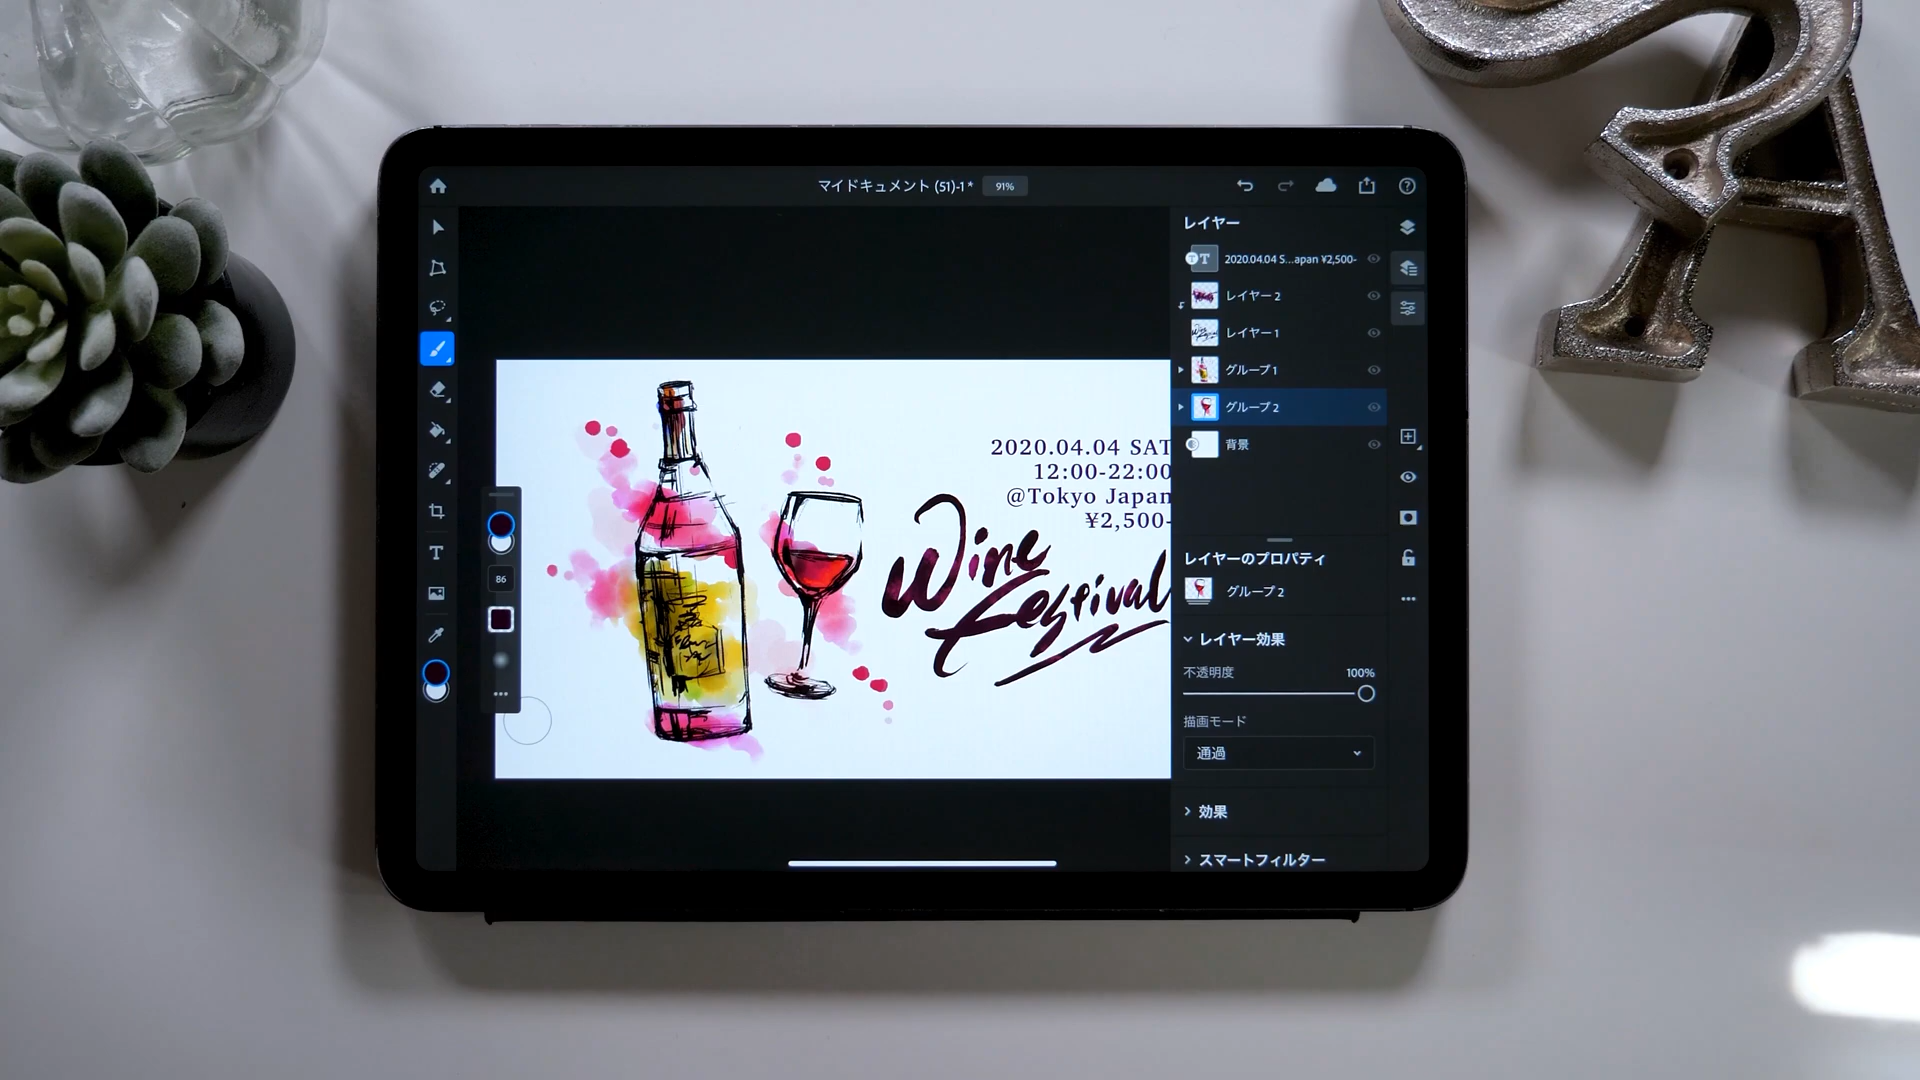 マイドキュメント (51)-1*
91%
レイヤー
2020.04.04 S...apan ¥2,500-
レイヤー 2
レイヤー 1
グループ 1
グループ 2
背景
2020.04.04 SAT
12:00-22:00
@Tokyo Japan
¥2,500-
Wine
festival
86
T
レイヤーのプロパティ
グループ 2
レイヤー効果
不透明度
100%
描画モード
通過
効果
スマートフィルター